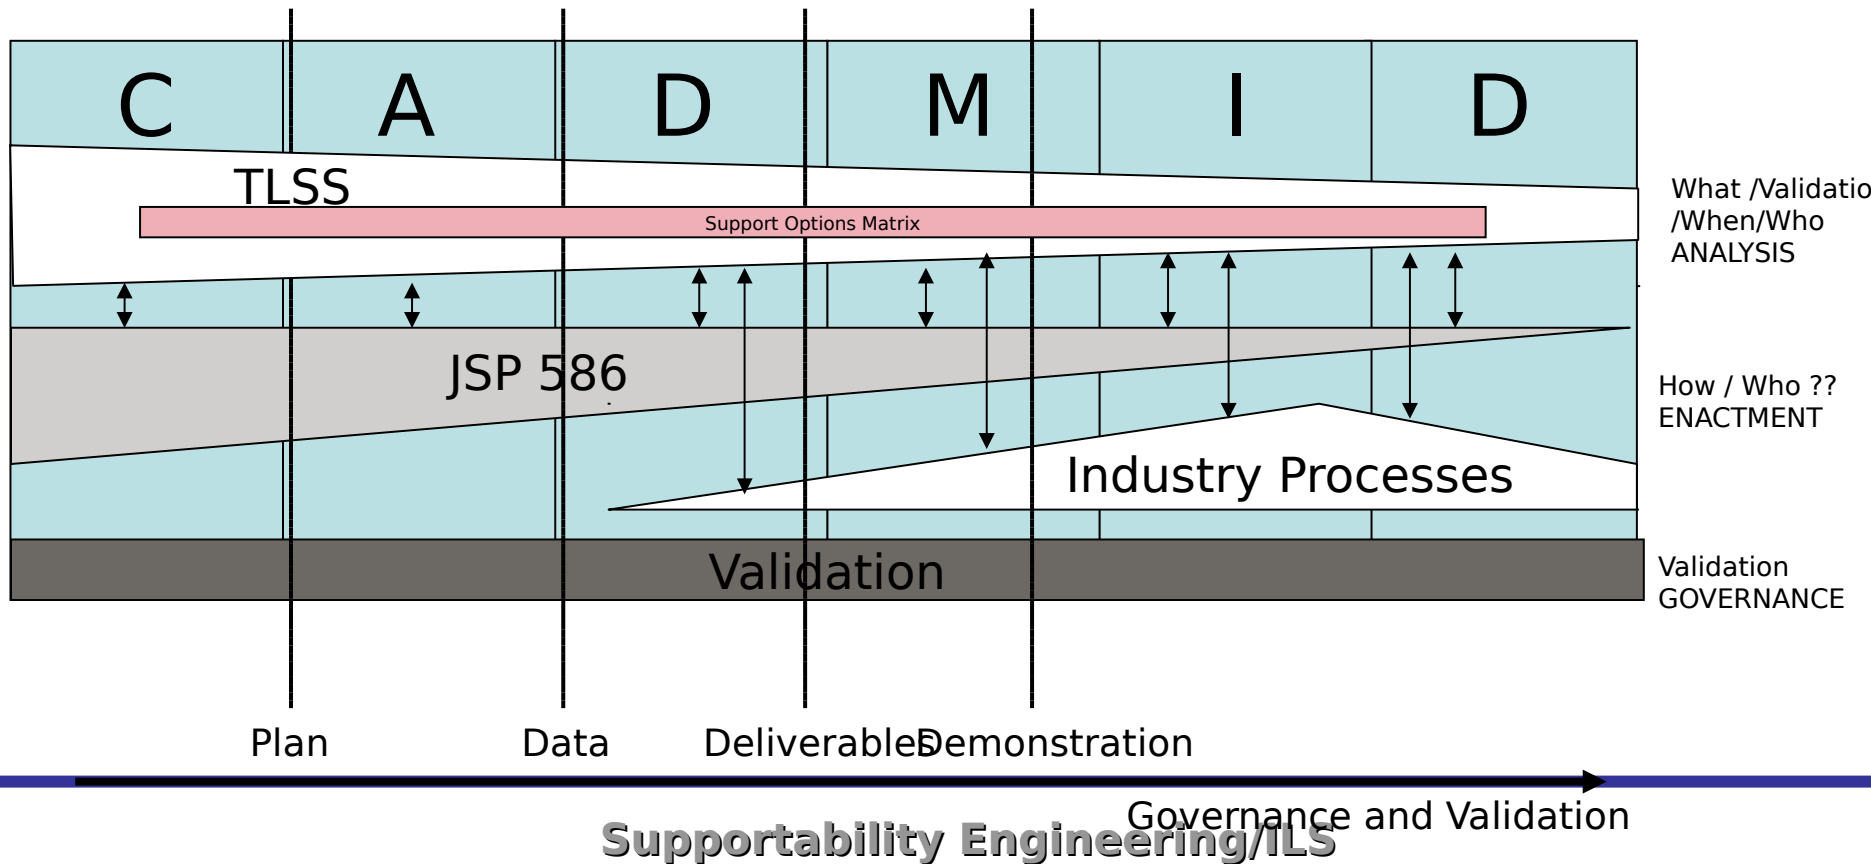 C A D M I D
TLSS
Support Options Matrix
What /Validatio
/When/Who
ANALYSIS
JSP 586
How / Who ??
ENACTMENT
Industry Processes
Validation
Validation
GOVERNANCE
Plan Data Deliverables Demonstration
Governance and Validation
Supportability Engineering/ILS